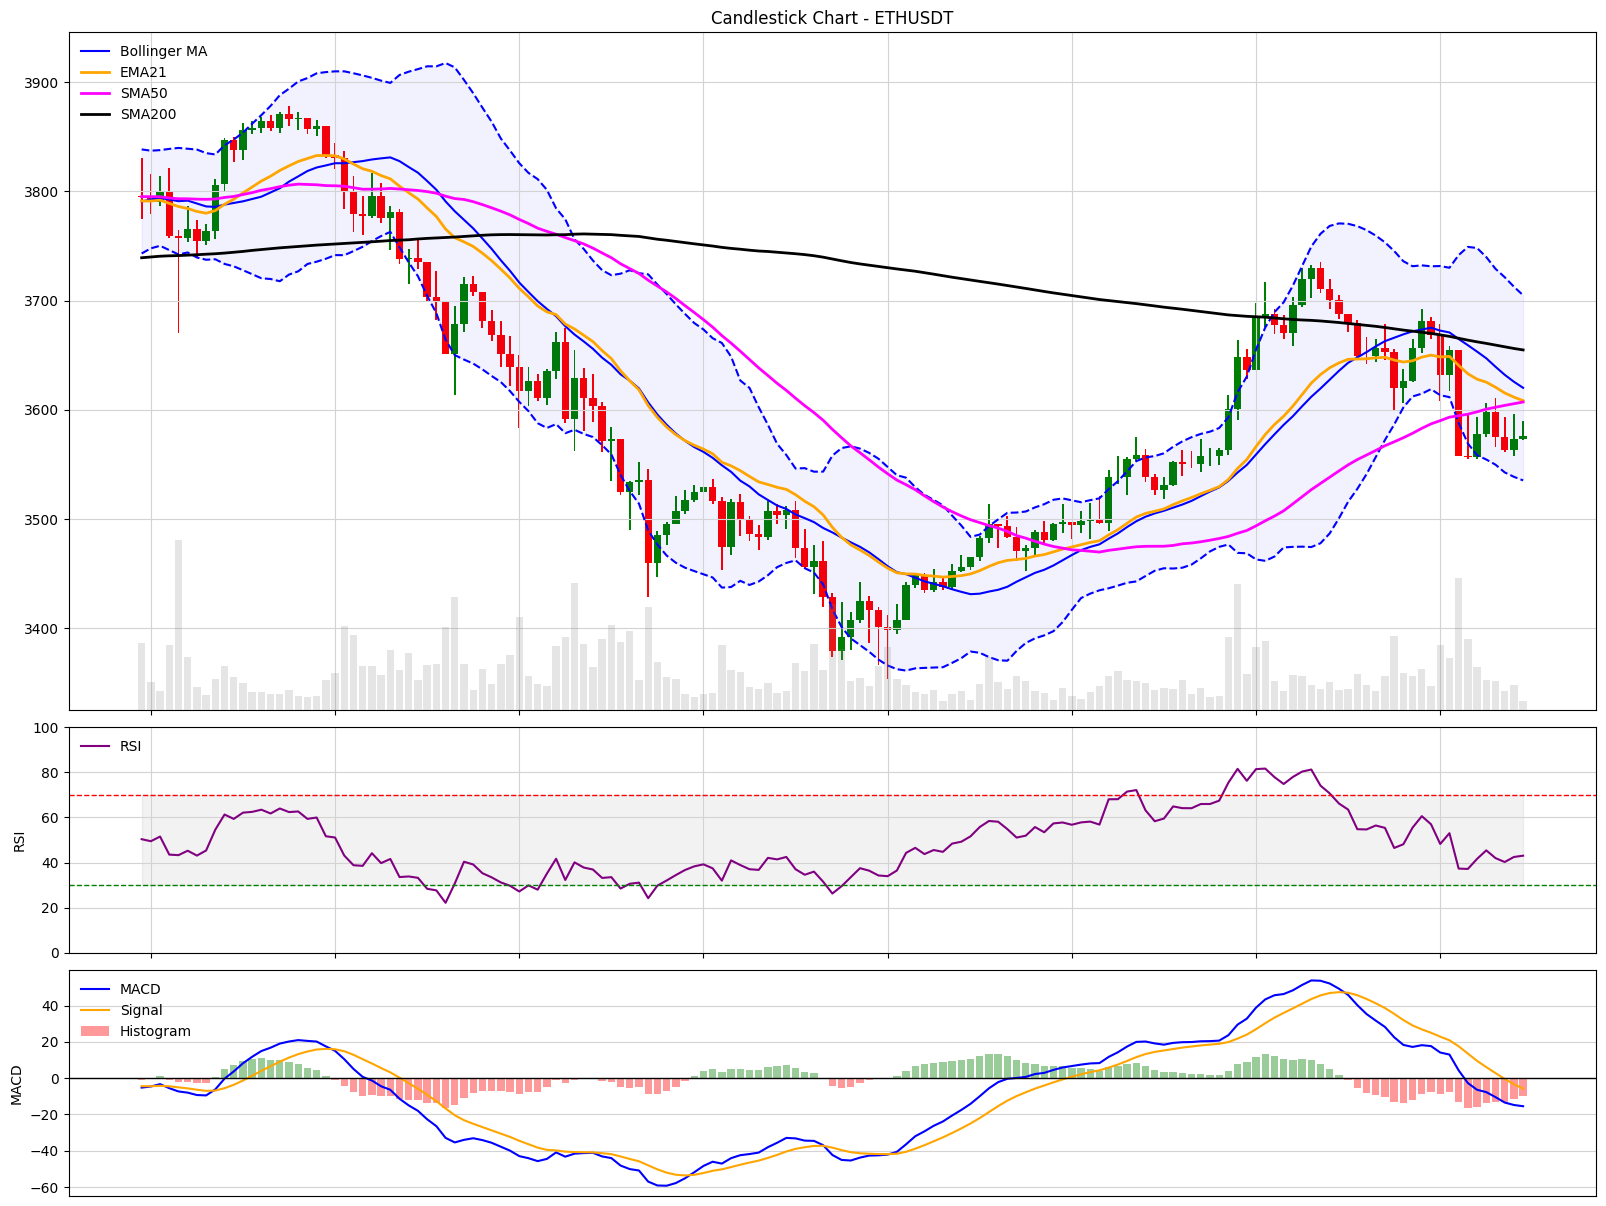 Candlestick Chart - ETHUSDT
Bollinger MA
EMA21
SMA50
SMA200
3900
3800
3700
3600
3500
3400
RSI
100
80
60
40
20
0
RSI
MACD
Signal
Histogram
40
20
0
−20
−40
−60
MACD